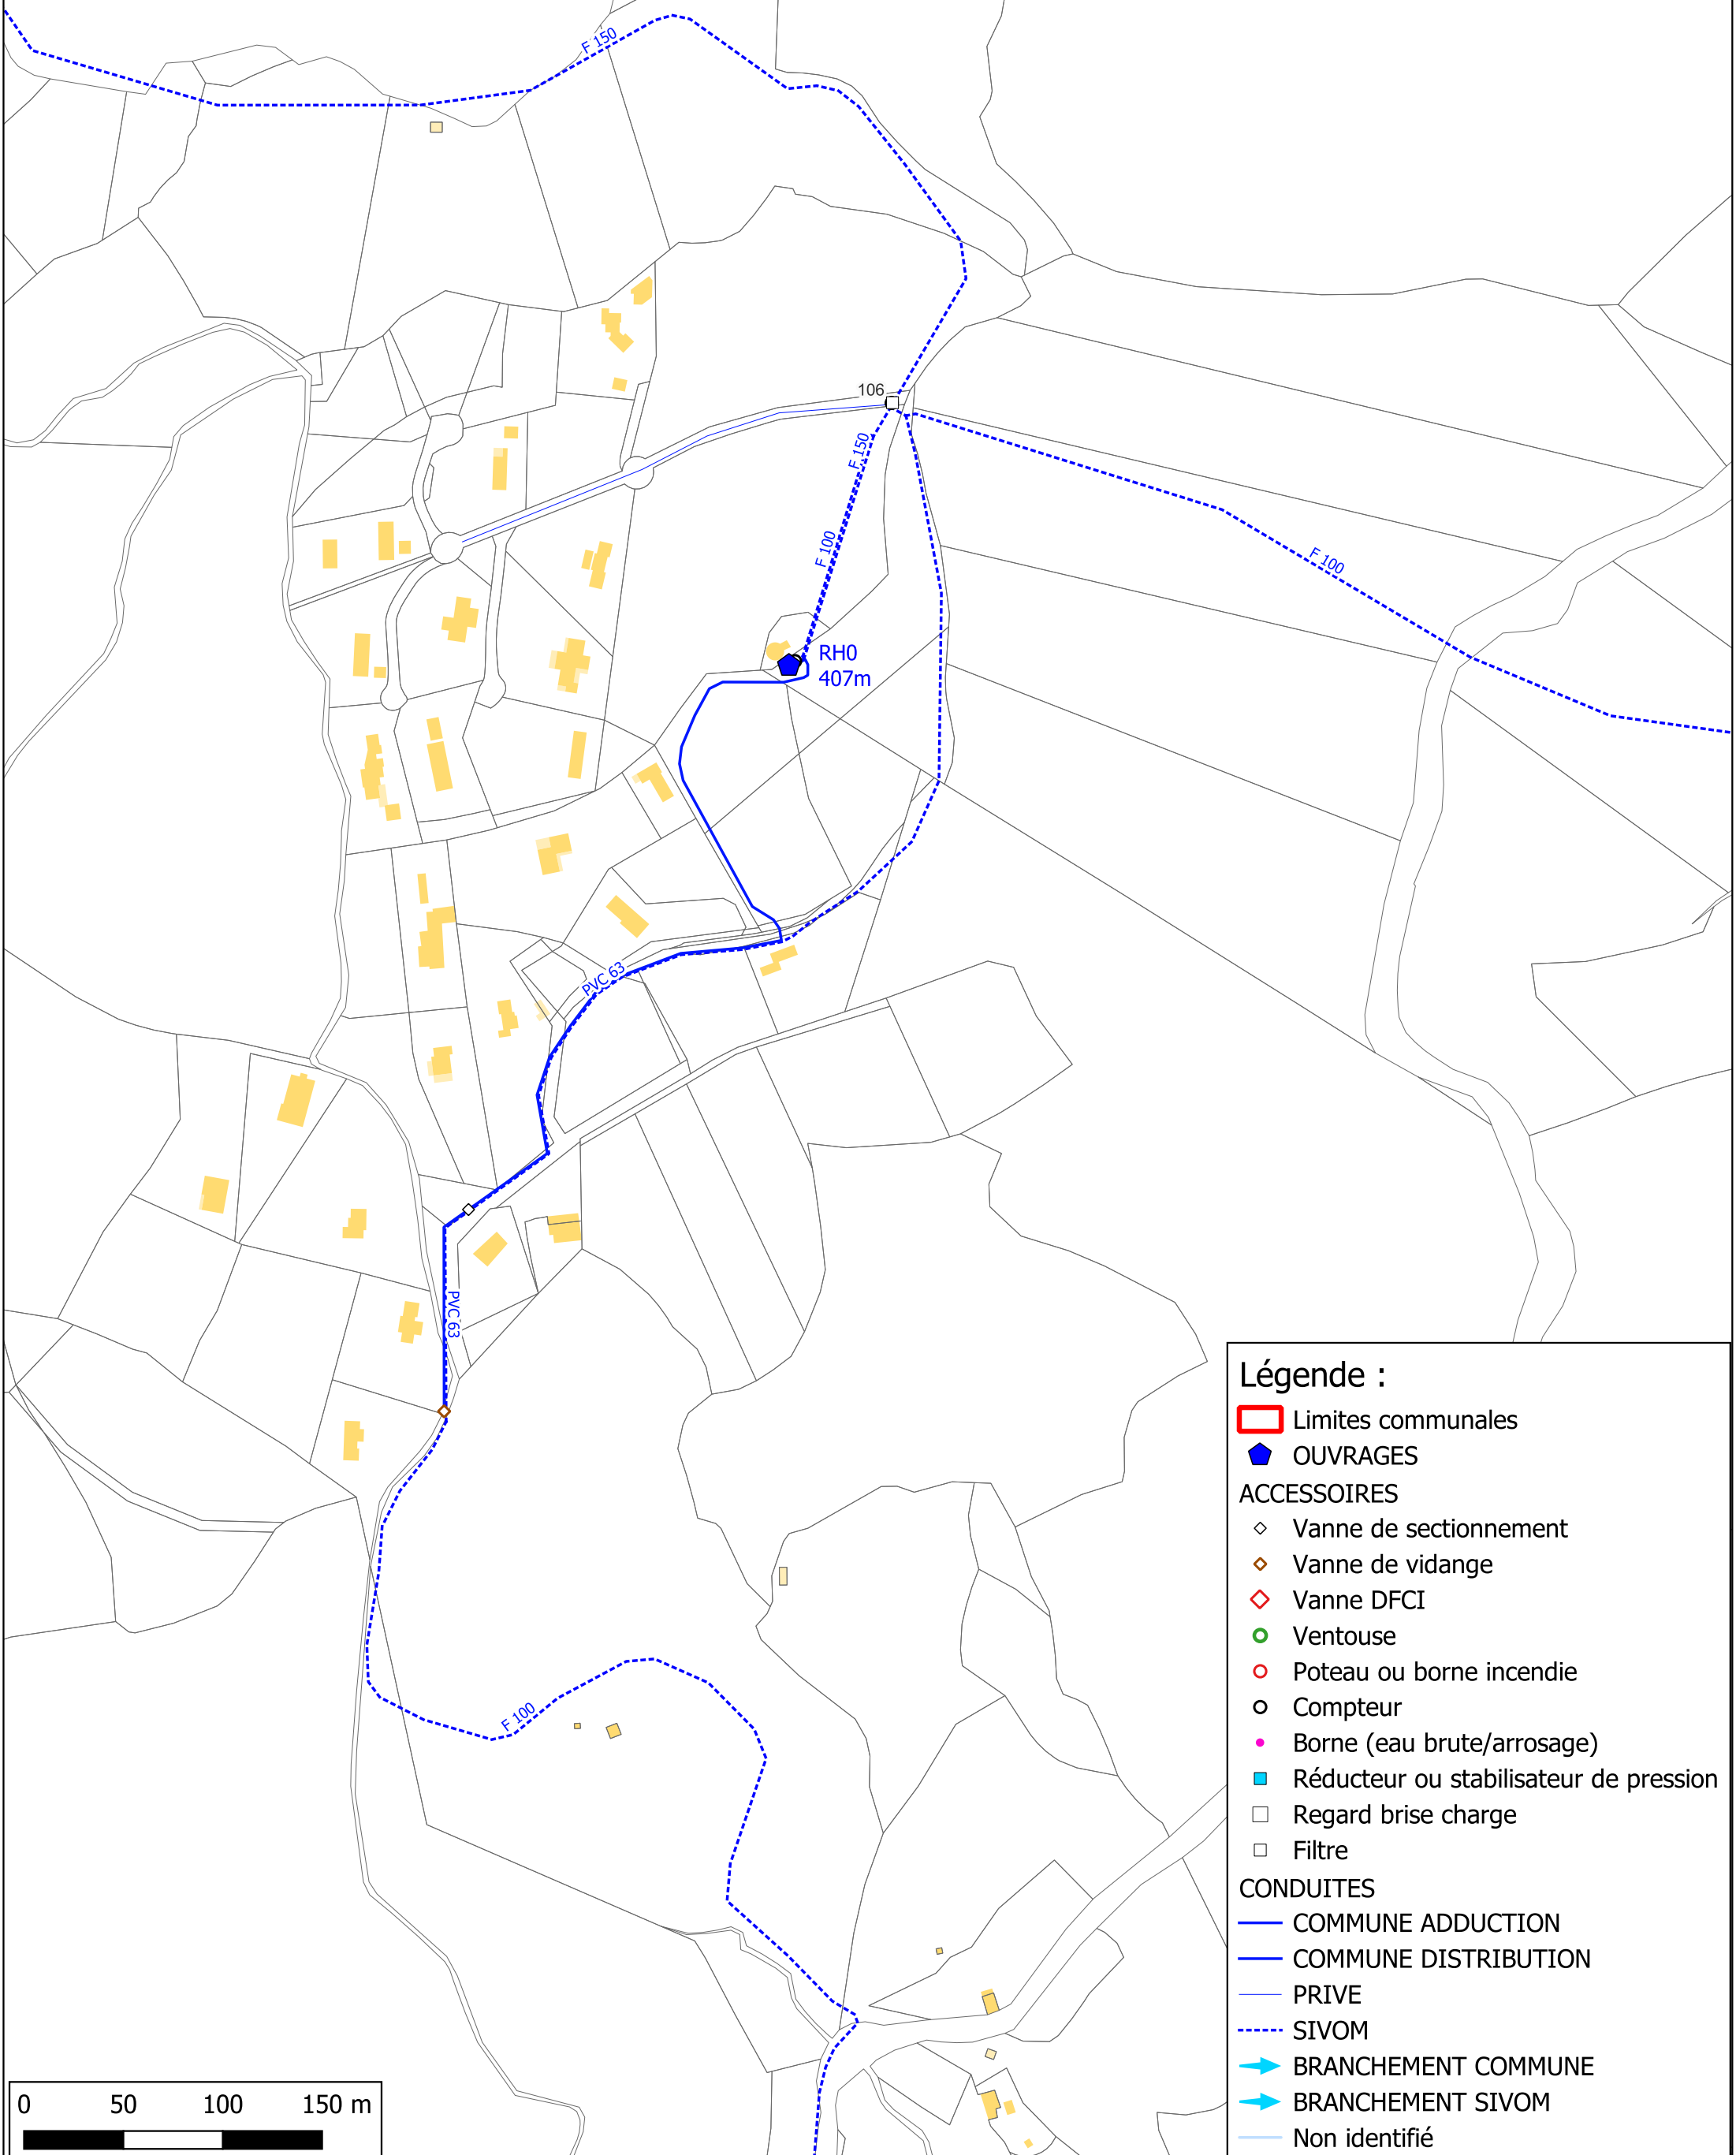 F 150
106
F 150
F 100
F 100
RH0
407m
PVC 63
PVC 63
F 100
Légende :
Limites communales
OUVRAGES
ACCESSOIRES
Vanne de sectionnement
Vanne de vidange
Vanne DFCI
Ventouse
Poteau ou borne incendie
Compteur
Borne (eau brute/arrosage)
Réducteur ou stabilisateur de pression
Regard brise charge
Filtre
CONDUITES
COMMUNE ADDUCTION
COMMUNE DISTRIBUTION
PRIVE
SIVOM
BRANCHEMENT COMMUNE
BRANCHEMENT SIVOM
Non identifié
0 50 100 150 m